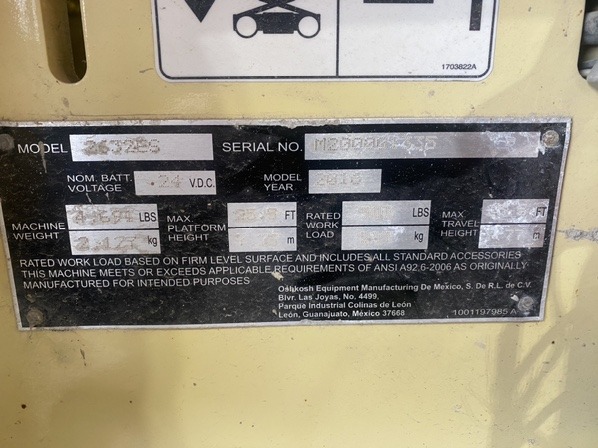 1703822A
MODEL 2632ES SERIAL NO.
NOM. BATT. VOLTAGE 24 V.D.C. MODEL YEAR
MACHINE WEIGHT LBS kg MAX. PLATFORM HEIGHT FT m RATED WORK LOAD LBS kg MAX. TRAVEL HEIGHT FT m
RATED WORK LOAD BASED ON FIRM LEVEL SURFACE AND INCLUDES ALL STANDARD ACCESSORIES
THIS MACHINE MEETS OR EXCEEDS APPLICABLE REQUIREMENTS OF ANSI A92.6-2006 AS ORIGINALLY
MANUFACTURED FOR INTENDED PURPOSES
Oshkosh Equipment Manufacturing De Mexico, S. De R.L. de C.V.
Blvr. Las Joyas, No. 4499,
Parque Industrial Colinas de León
León, Guanajuato, México 37668
1001197985 A